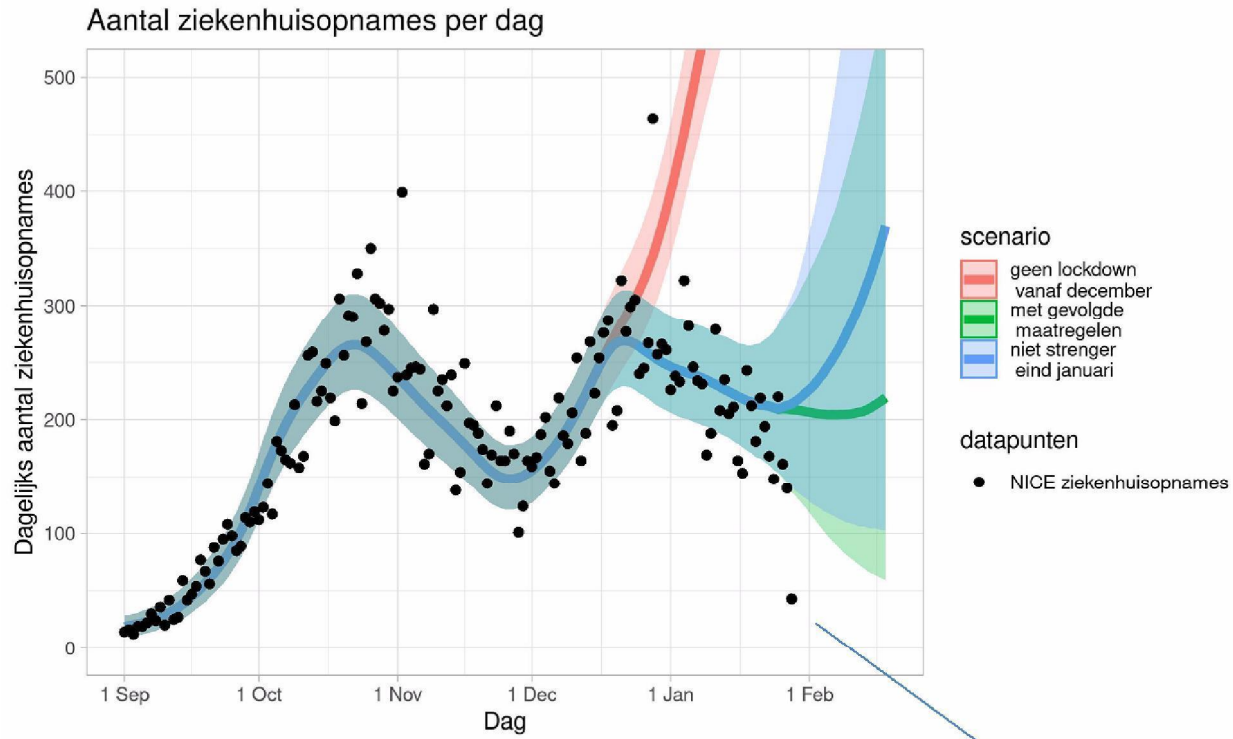 Aantal ziekenhuisopnames per dag
Dagelijks aantal ziekenhuisopnames
500
400
300
200
100
0
1 Sep
1 Oct
1 Nov
1 Dec
1 Jan
1 Feb
Dag
scenario
geen lockdown
vanaf december
met gevolgde
maatregelen
niet strenger
eind januari
datapunten
NICE ziekenhuisopnames